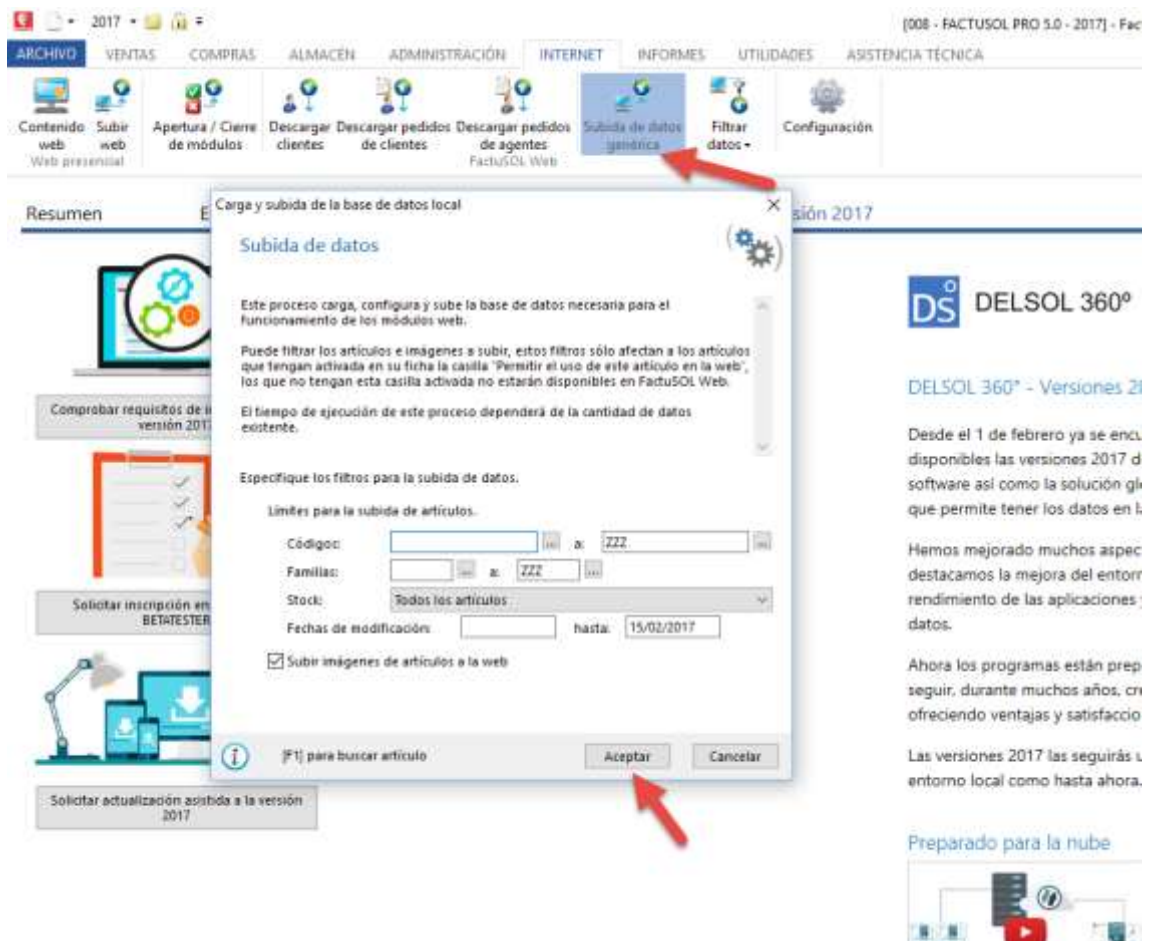 2017
[008 - FACTUSOL PRO 5.0 - 2017] - Fac
ARCHIVO VENTAS COMPRAS ALMACÉN ADMINISTRACIÓN INTERNET INFORMES UTILIDADES ASISTENCIA TÉCNICA
Contenido web
Subir web
Apertura / Cierre de módulos
Descargar clientes
Descargar pedidos de clientes
Descargar pedidos de agentes
Subida de datos genérica
Filtrar datos
Configuración
Web presencial
FactuSOL Web
Resumen
E
sión 2017
Carga y subida de la base de datos local
Subida de datos
Este proceso carga, configura y sube la base de datos necesaria para el
funcionamiento de los módulos web.
Puede filtrar los artículos e imágenes a subir, estos filtros sólo afectan a los artículos
que tengan activada en su ficha la casilla "Permitir el uso de este artículo en la web",
los que no tengan esta casilla activada no estarán disponibles en FactuSOL Web.
El tiempo de ejecución de este proceso dependerá de la cantidad de datos
existente.
Especifique los filtros para la subida de datos.
Límites para la subida de artículos.
Códigos: ... a: ZZZ ...
Familias: ... a: ZZZ ...
Stock: Todos los artículos
Fechas de modificación: hasta: 15/02/2017
Subir imágenes de artículos a la web
[F1] para buscar artículo
Aceptar
Cancelar
Comprobar requisitos de i
versión 2017
Solicitar inscripción en
BETATESTER
Solicitar actualización asistida a la versión
2017
DS
DELSOL 360º
DELSOL 360° - Versiones 2
Desde el 1 de febrero ya se encu
disponibles las versiones 2017 d
software así como la solución gl
que permite tener los datos en l
Hemos mejorado muchos aspec
destacamos la mejora del entorr
rendimiento de las aplicaciones
datos.
Ahora los programas están prep
seguir, durante muchos años, cr
ofreciendo ventajas y satisfaccio
Las versiones 2017 las seguirás u
entorno local como hasta ahora.
Preparado para la nube